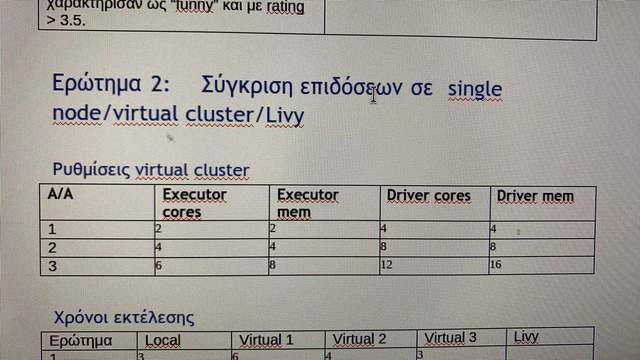 χαρακτήρισαν ως "funny" και με rating
> 3.5.
Ερώτημα 2: Σύγκριση επιδόσεων σε single
node/virtual cluster/Livy
Ρυθμίσεις virtual cluster
Α/Α Executor cores Executor mem Driver cores Driver mem
1 2 2 4 4
2 4 4 8 8
3 6 8 12 16
Χρόνοι εκτέλεσης
Ερώτημα Local Virtual 1 Virtual 2 Virtual 3 Livy
1 3 6 4 3